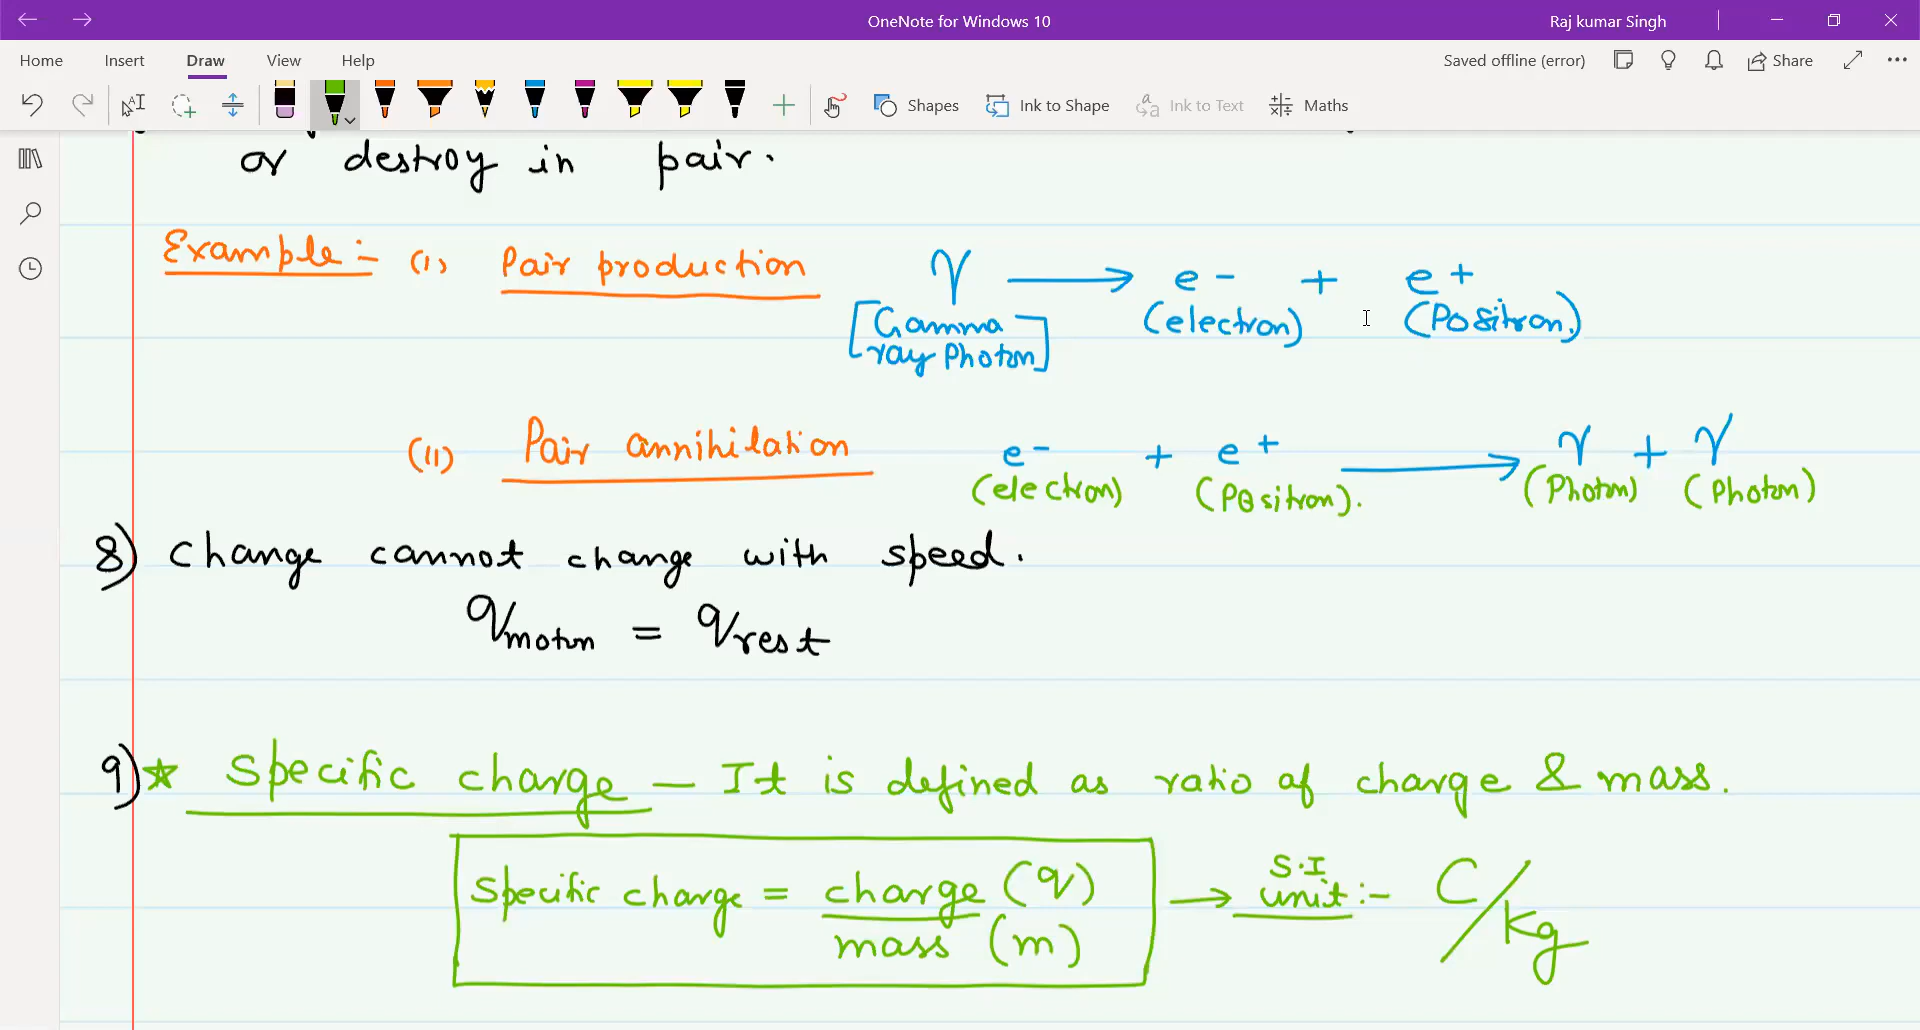 OneNote for Windows 10
Raj kumar Singh
Home Insert Draw View Help
Saved offline (error) Share
Shapes Ink to Shape Ink to Text Maths
or destroy in pair.
Example:- (i) Pair production γ → e- + e+
[Gamma ray Photon] (electron) (Positron.)
(ii) Pair annihilation e- + e+ → γ + γ
(electron) (Positron). (Photon) (Photon)
8) Change cannot change with speed.
q motion = q rest
9) ★ Specific charge — It is defined as ratio of charge & mass.
Specific charge = charge (q) / mass (m) → S.I unit:- C/Kg